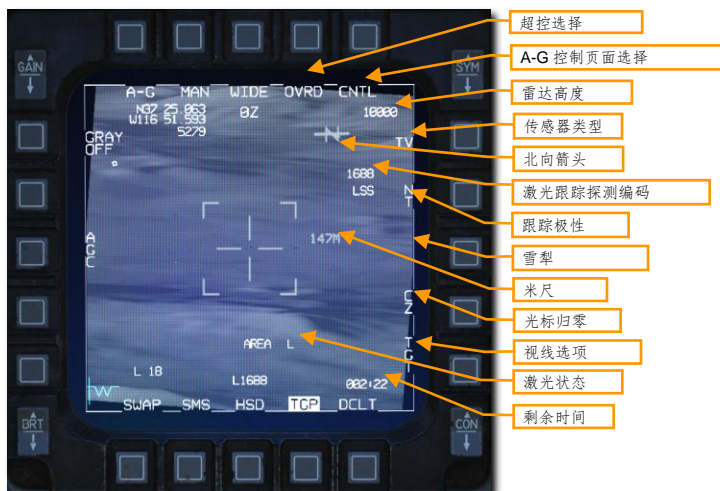 超控选择
A-G 控制页面选择
GAIN
SYM
A-G MAN WIDE OVRD CNTL
雷达高度
N37 25.063 0Z 10000
W116 51.593
5279
传感器类型
GRAY
OFF
TV
北向箭头
N
1688
LSS
激光跟踪探测编码
NT
跟踪极性
AGC
147M
雪犁
米尺
CZ
光标归零
AREA L
TGT
视线选项
L 18
L1688
002:22
激光状态
W
SWAP SMS HSD TGP DCLT
剩余时间
BRT
CON